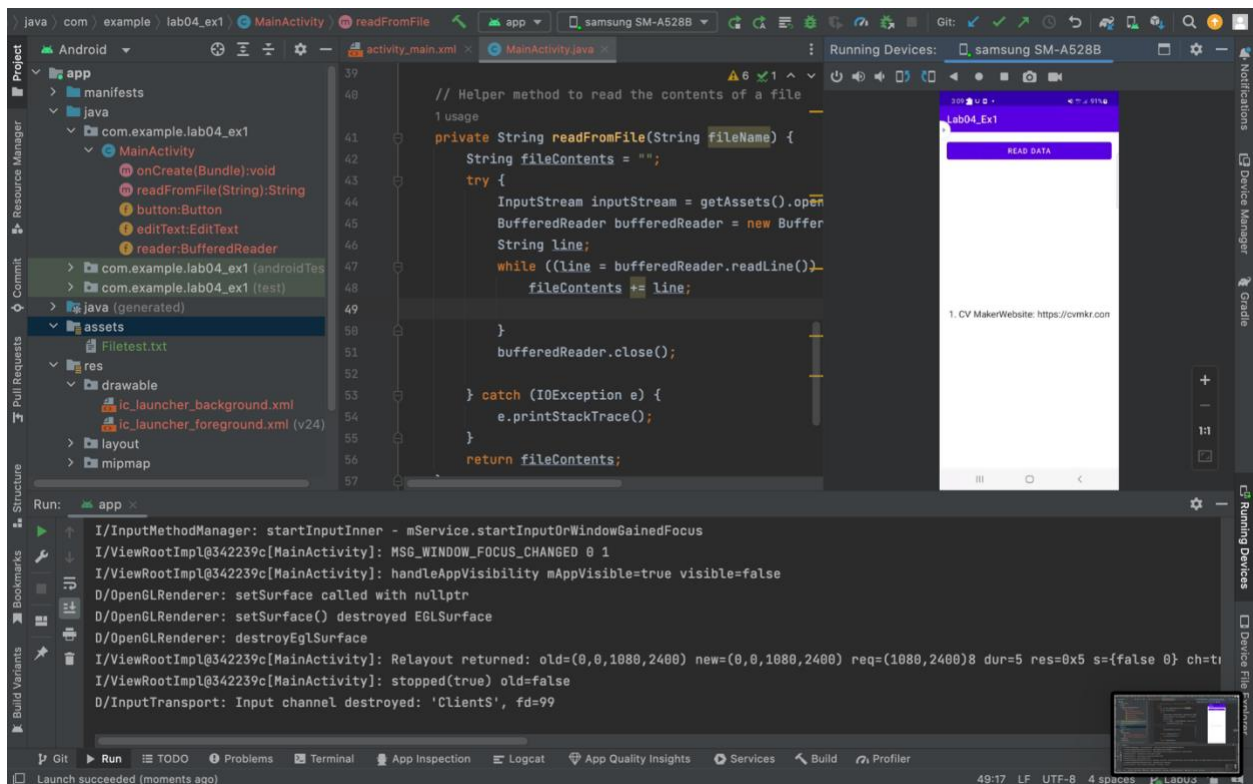 java com example lab04_ex1 MainActivity readFromFile app samsung SM-A528B Git:
Project
Resource Manager
Commit
Pull Requests
Structure
Bookmarks
Build Variants
Android
app
manifests
java
com.example.lab04_ex1
MainActivity
onCreate(Bundle):void
readFromFile(String):String
button:Button
editText:EditText
reader:BufferedReader
com.example.lab04_ex1 (androidTes
com.example.lab04_ex1 (test)
java (generated)
assets
Filetest.txt
res
drawable
ic_launcher_background.xml
ic_launcher_foreground.xml (v24)
layout
mipmap
activity_main.xml MainActivity.java
6 1
39
40 // Helper method to read the contents of a file
1 usage
41 private String readFromFile(String fileName) {
42 String fileContents = "";
43 try {
44 InputStream inputStream = getAssets().open
45 BufferedReader bufferedReader = new Buffer
46 String line;
47 while ((line = bufferedReader.readLine())
48 fileContents += line;
49
50 }
51 bufferedReader.close();
52
53 } catch (IOException e) {
54 e.printStackTrace();
55 }
56 return fileContents;
57
Running Devices: samsung SM-A528B
3:09 91%
Lab04_Ex1
READ DATA
1. CV MakerWebsite: https://cvmkr.com
1:1
Notifications
Device Manager
Gradle
Running Devices
Device File Explorer
Run: app
I/InputMethodManager: startInputInner - mService.startInputOrWindowGainedFocus
I/ViewRootImpl@342239c[MainActivity]: MSG_WINDOW_FOCUS_CHANGED 0 1
I/ViewRootImpl@342239c[MainActivity]: handleAppVisibility mAppVisible=true visible=false
D/OpenGLRenderer: setSurface called with nullptr
D/OpenGLRenderer: setSurface() destroyed EGLSurface
D/OpenGLRenderer: destroyEglSurface
I/ViewRootImpl@342239c[MainActivity]: Relayout returned: old=(0,0,1080,2400) new=(0,0,1080,2400) req=(1080,2400)8 dur=5 res=0x5 s={false 0} ch=tr
I/ViewRootImpl@342239c[MainActivity]: stopped(true) old=false
D/InputTransport: Input channel destroyed: 'ClientS', fd=99
Git Run TODO Problems Terminal App Inspection Logcat App Quality Insights Services Build Profiler
Launch succeeded (moments ago) 49:17 LF UTF-8 4 spaces Lab03